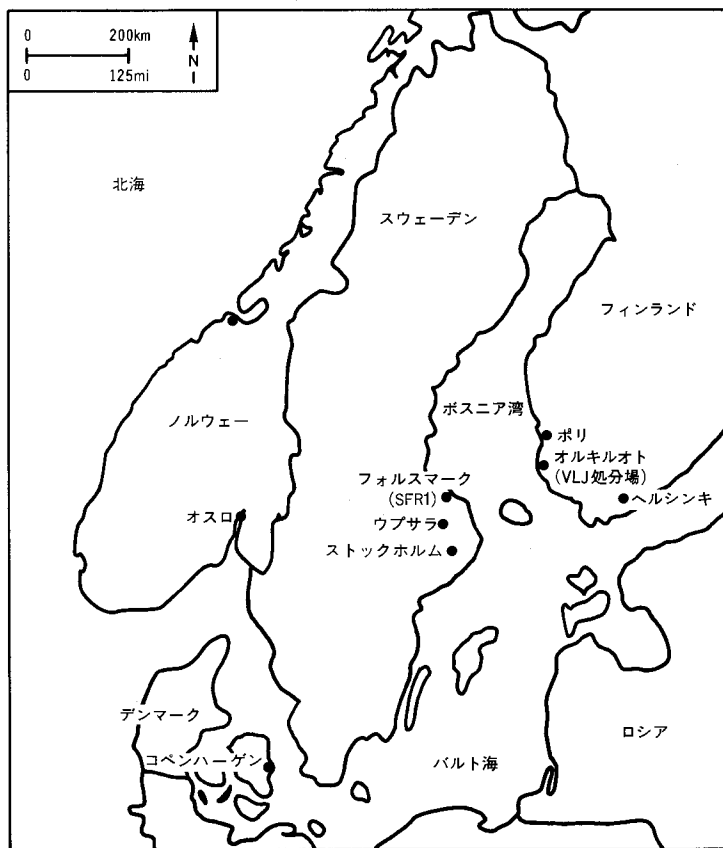 0 200km
N
0 125mi
北海
スウェーデン
フィンランド
ボスニア湾
ノルウェー
ポリ
オルキルオト
(VLJ処分場)
フォルスマーク
(SFR1)
ヘルシンキ
オスロ
ウプサラ
ストックホルム
デンマーク
ロシア
コペンハーゲン
バルト海